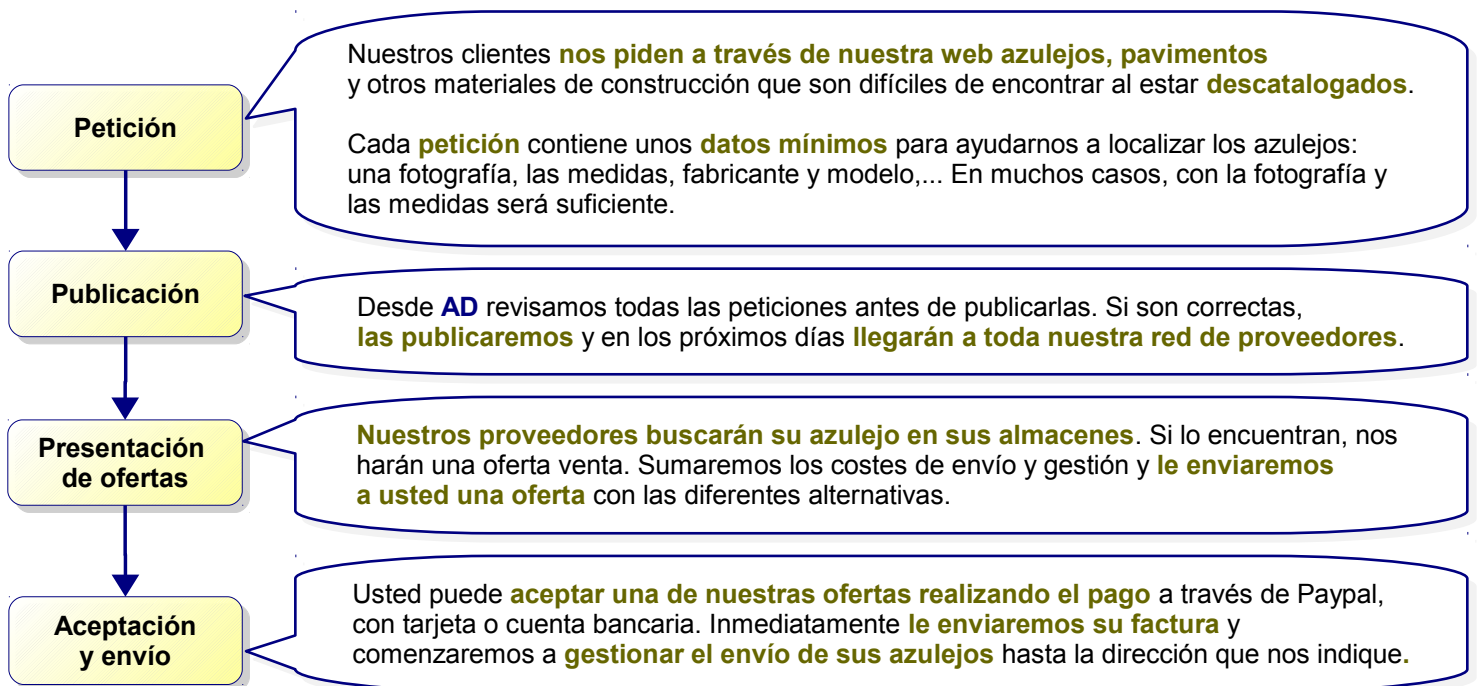 Petición
Nuestros clientes nos piden a través de nuestra web azulejos, pavimentos
y otros materiales de construcción que son difíciles de encontrar al estar descatalogados.
Cada petición contiene unos datos mínimos para ayudarnos a localizar los azulejos:
una fotografía, las medidas, fabricante y modelo,... En muchos casos, con la fotografía y
las medidas será suficiente.
Publicación
Desde AD revisamos todas las peticiones antes de publicarlas. Si son correctas,
las publicaremos y en los próximos días llegarán a toda nuestra red de proveedores.
Presentación
de ofertas
Nuestros proveedores buscarán su azulejo en sus almacenes. Si lo encuentran, nos
harán una oferta venta. Sumaremos los costes de envío y gestión y le enviaremos
a usted una oferta con las diferentes alternativas.
Aceptación
y envío
Usted puede aceptar una de nuestras ofertas realizando el pago a través de Paypal,
con tarjeta o cuenta bancaria. Inmediatamente le enviaremos su factura y
comenzaremos a gestionar el envío de sus azulejos hasta la dirección que nos indique.